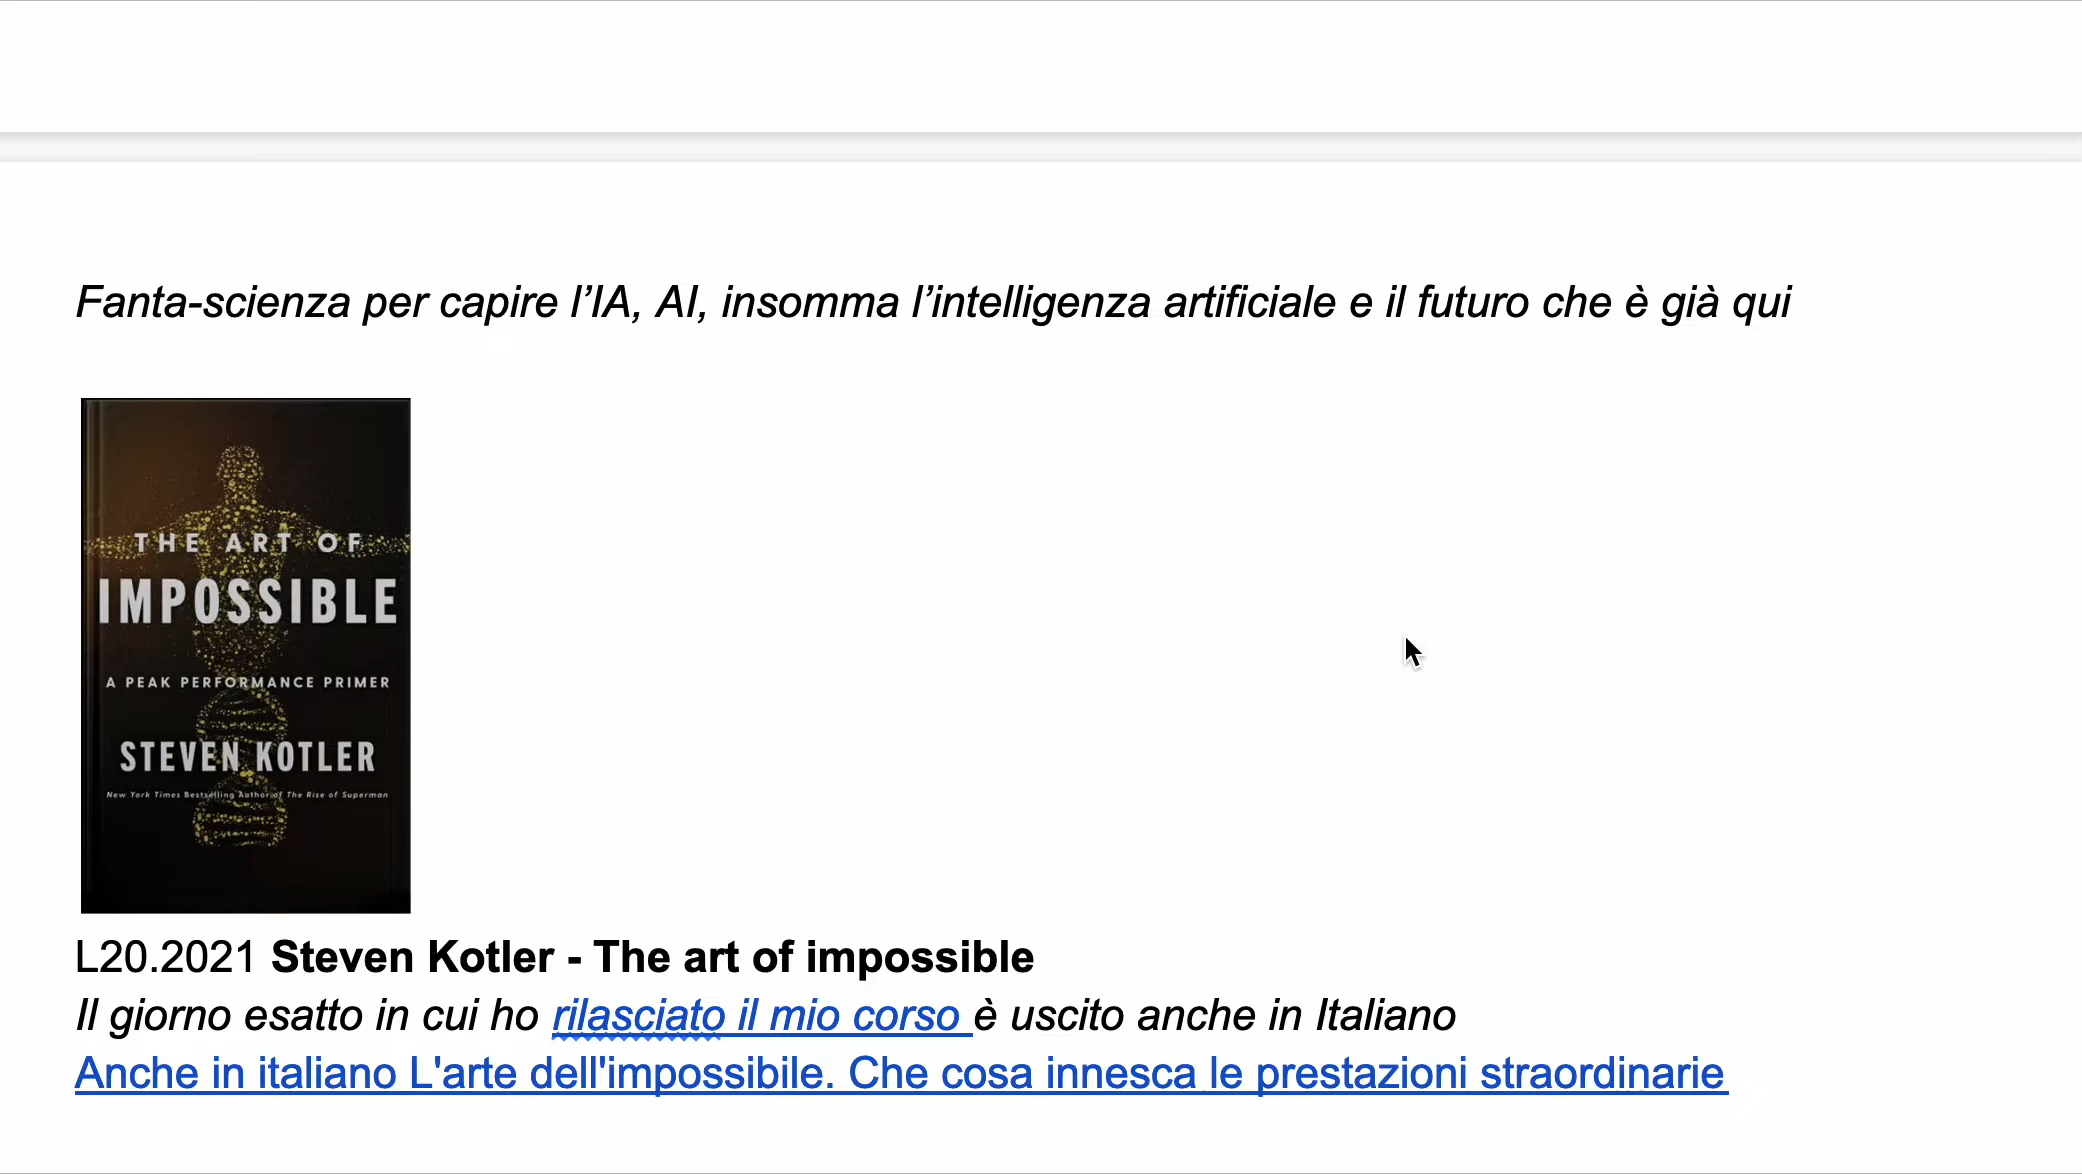 Fanta-scienza per capire l’IA, AI, insomma l’intelligenza artificiale e il futuro che è già qui
THE ART OF
IMPOSSIBLE
A PEAK PERFORMANCE PRIMER
STEVEN KOTLER
New York Times Bestselling Author of The Rise of Superman
L20.2021 Steven Kotler - The art of impossible
Il giorno esatto in cui ho rilasciato il mio corso è uscito anche in Italiano
Anche in italiano L'arte dell'impossibile. Che cosa innesca le prestazioni straordinarie